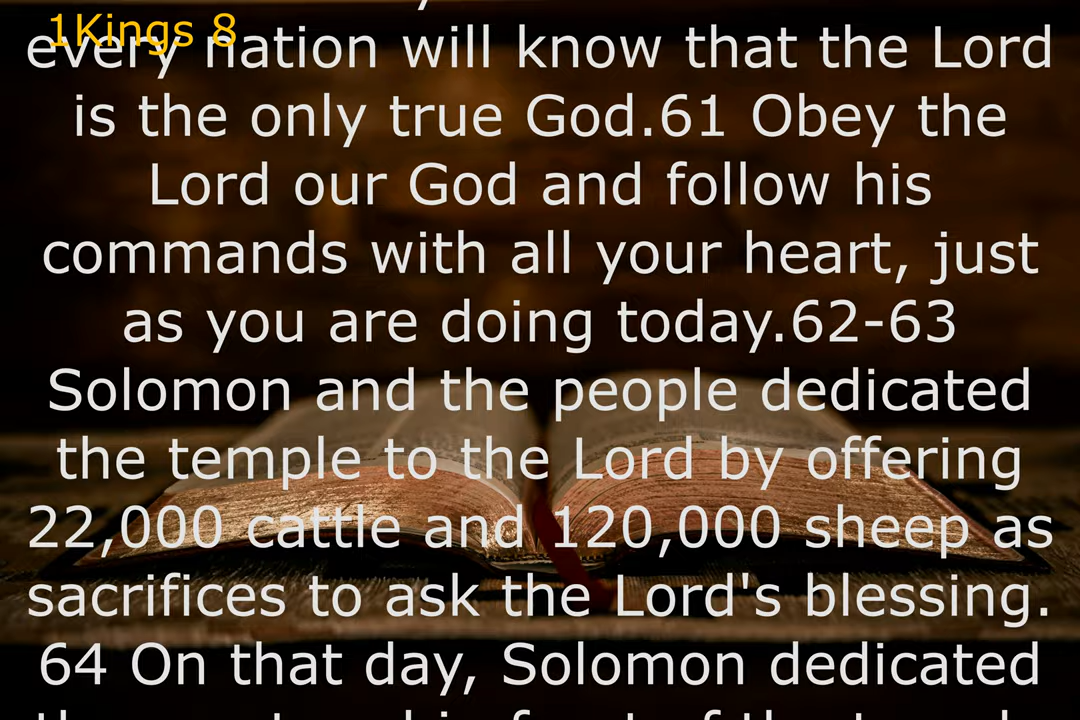 1Kings 8
every nation will know that the Lord
is the only true God.61 Obey the
Lord our God and follow his
commands with all your heart, just
as you are doing today.62-63
Solomon and the people dedicated
the temple to the Lord by offering
22,000 cattle and 120,000 sheep as
sacrifices to ask the Lord's blessing.
64 On that day, Solomon dedicated